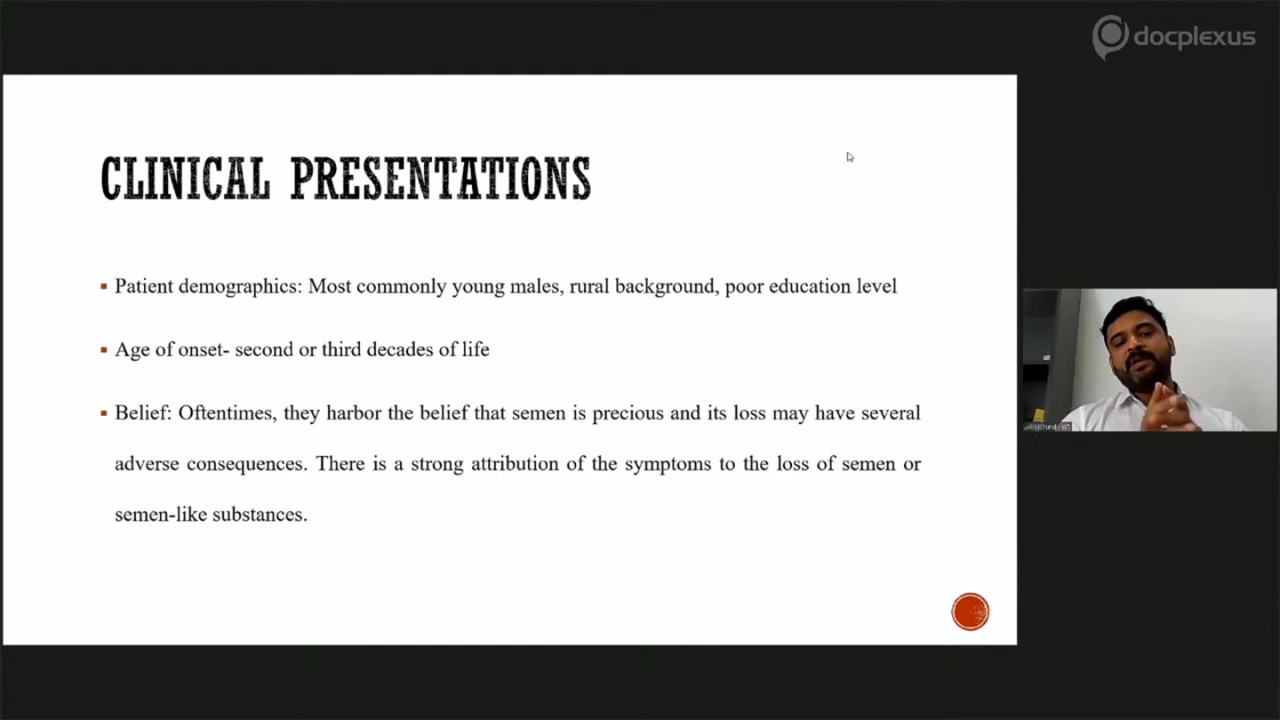 docplexus
CLINICAL PRESENTATIONS
▪ Patient demographics: Most commonly young males, rural background, poor education level
▪ Age of onset- second or third decades of life
▪ Belief: Oftentimes, they harbor the belief that semen is precious and its loss may have several
adverse consequences. There is a strong attribution of the symptoms to the loss of semen or
semen-like substances.